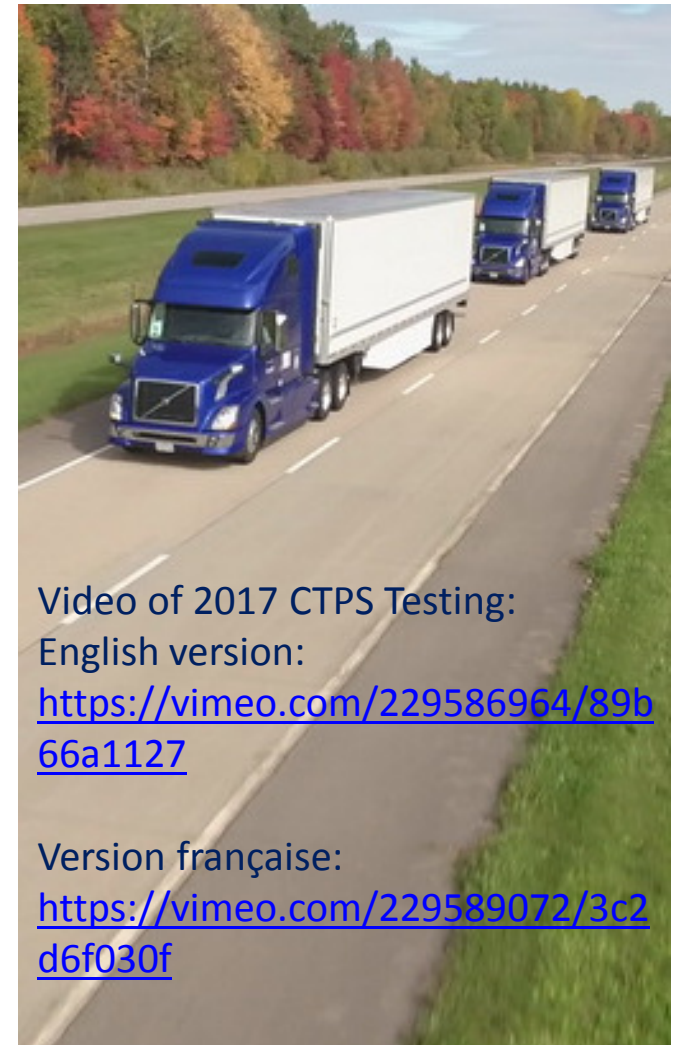 Video of 2017 CTPS Testing:
English version:
https://vimeo.com/229586964/89b
66a1127
Version française:
https://vimeo.com/229589072/3c2
d6f030f